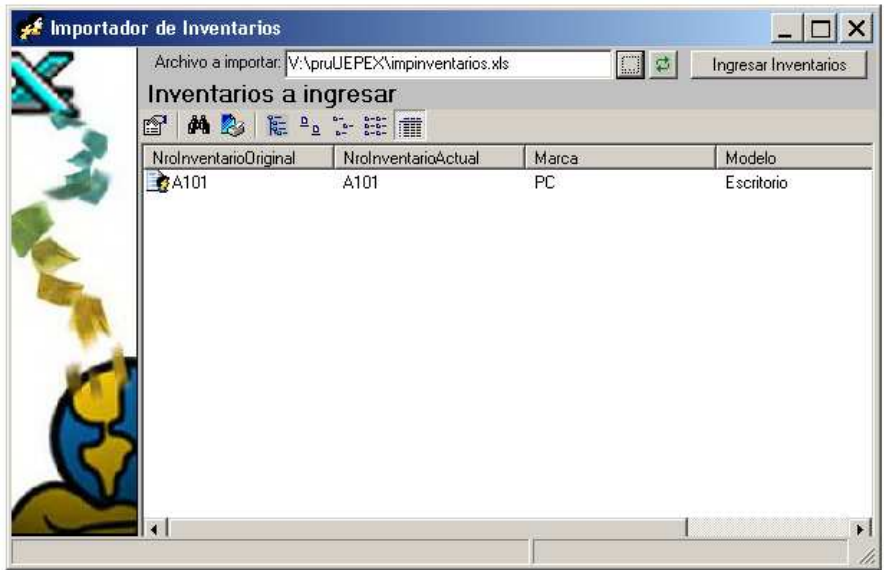 Importador de Inventarios
Archivo a importar: V:\pruUEPEX\impinventarios.xls Ingresar Inventarios
Inventarios a ingresar
NroInventarioOriginal NroInventarioActual Marca Modelo
A101 A101 PC Escritorio